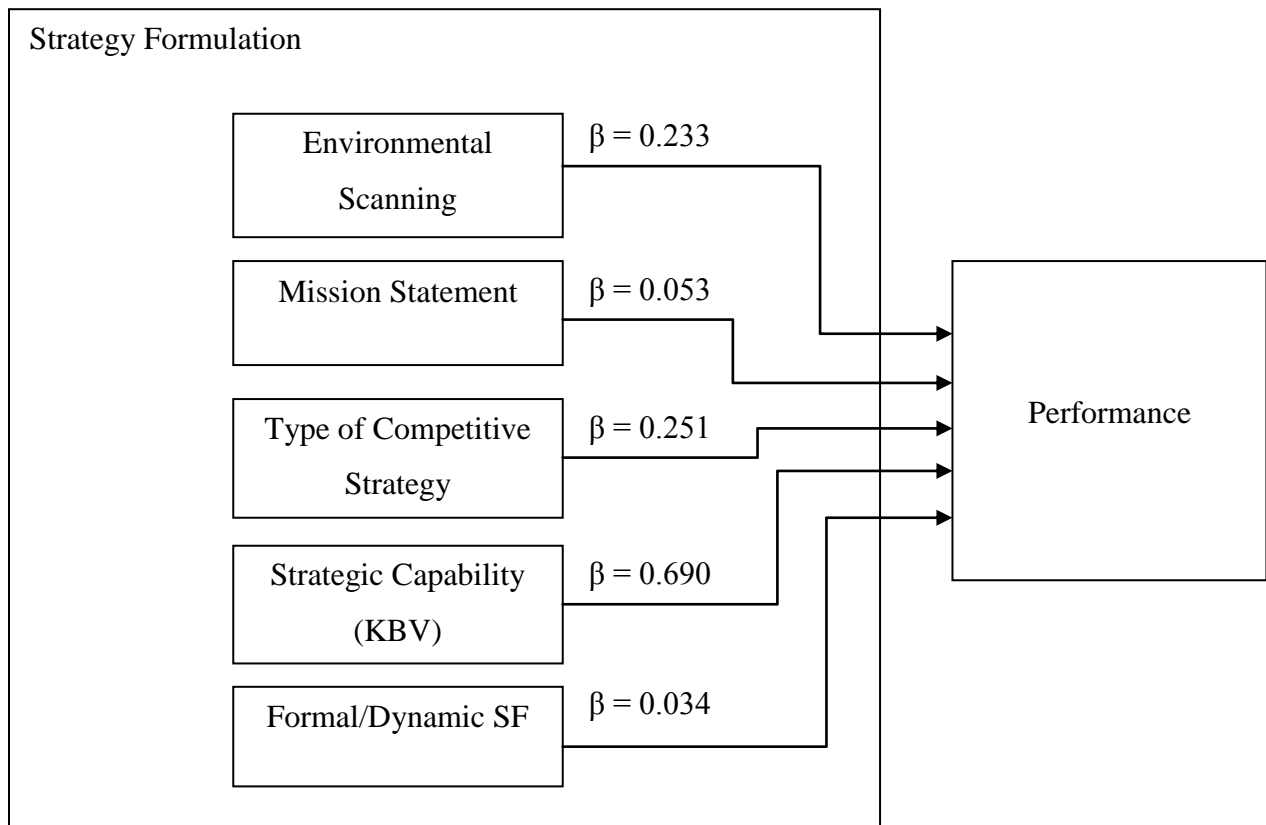 Strategy Formulation
Environmental
Scanning
β = 0.233
Mission Statement
β = 0.053
Type of Competitive
Strategy
β = 0.251
Strategic Capability
(KBV)
β = 0.690
Formal/Dynamic SF
β = 0.034
Performance